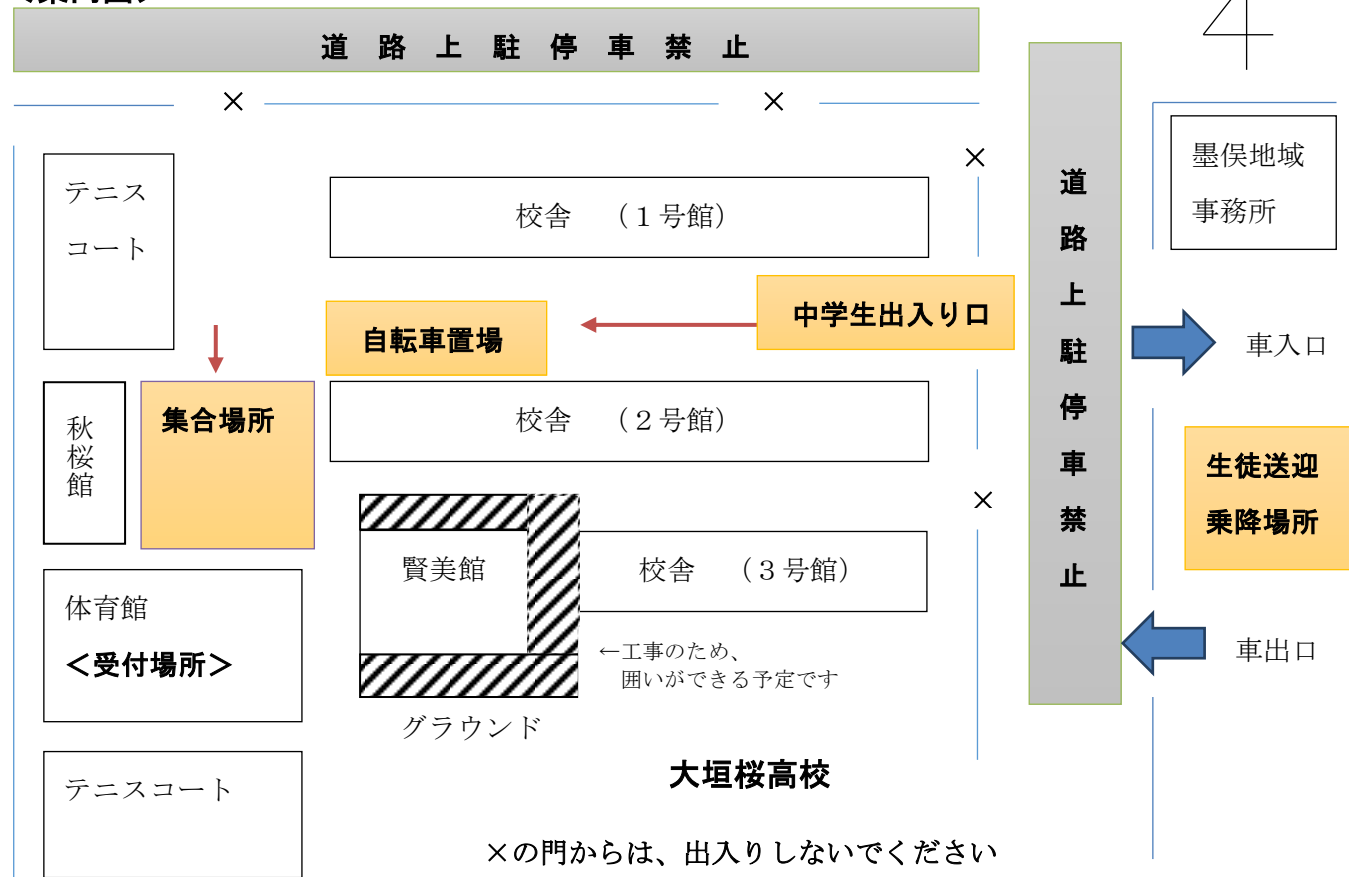 <案内図>
道路上駐停車禁止
×
×
×
テニス
コート
校舎　（１号館）
道路上駐停車禁止
墨俣地域
事務所
中学生出入り口
自転車置場
車入口
秋桜館
集合場所
校舎　（２号館）
生徒送迎
乗降場所
×
賢美館
校舎　（３号館）
体育館
＜受付場所＞
←工事のため、
囲いができる予定です
車出口
グラウンド
大垣桜高校
テニスコート
×の門からは、出入りしないでください